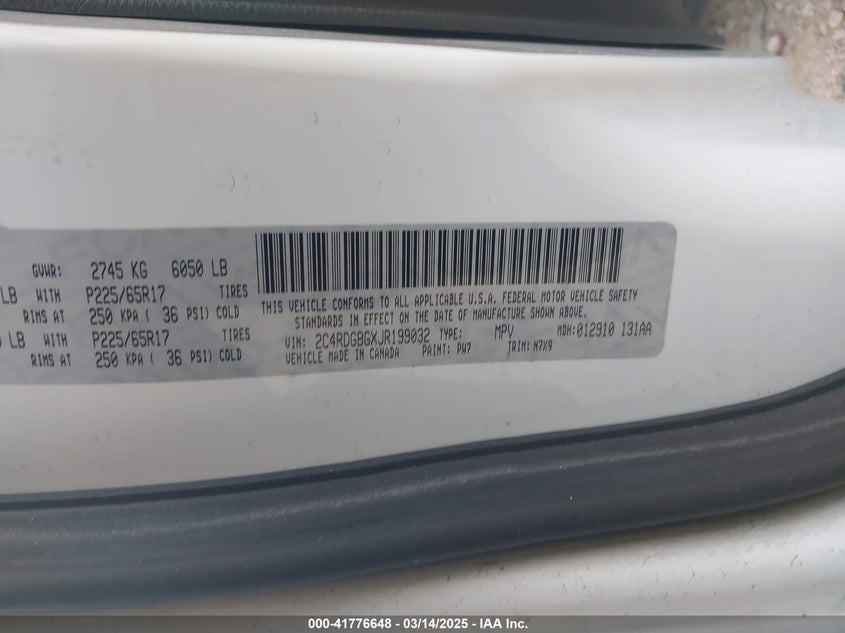 GVWR: 2745 KG 6050 LB
LB WITH P225/65R17 TIRES
RIMS AT 250 KPA ( 36 PSI) COLD
LB WITH P225/65R17 TIRES
RIMS AT 250 KPA ( 36 PSI) COLD
THIS VEHICLE CONFORMS TO ALL APPLICABLE U.S.A. FEDERAL MOTOR VEHICLE SAFETY
STANDARDS IN EFFECT ON THE DATE OF MANUFACTURE SHOWN ABOVE.
VIN: 2C4RDGBGXJR199032 TYPE: MPV MDH: 012910 131AA
VEHICLE MADE IN CANADA PAINT: PW7 TRIM: M7X9
000-41776648 - 03/14/2025 - IAA Inc.